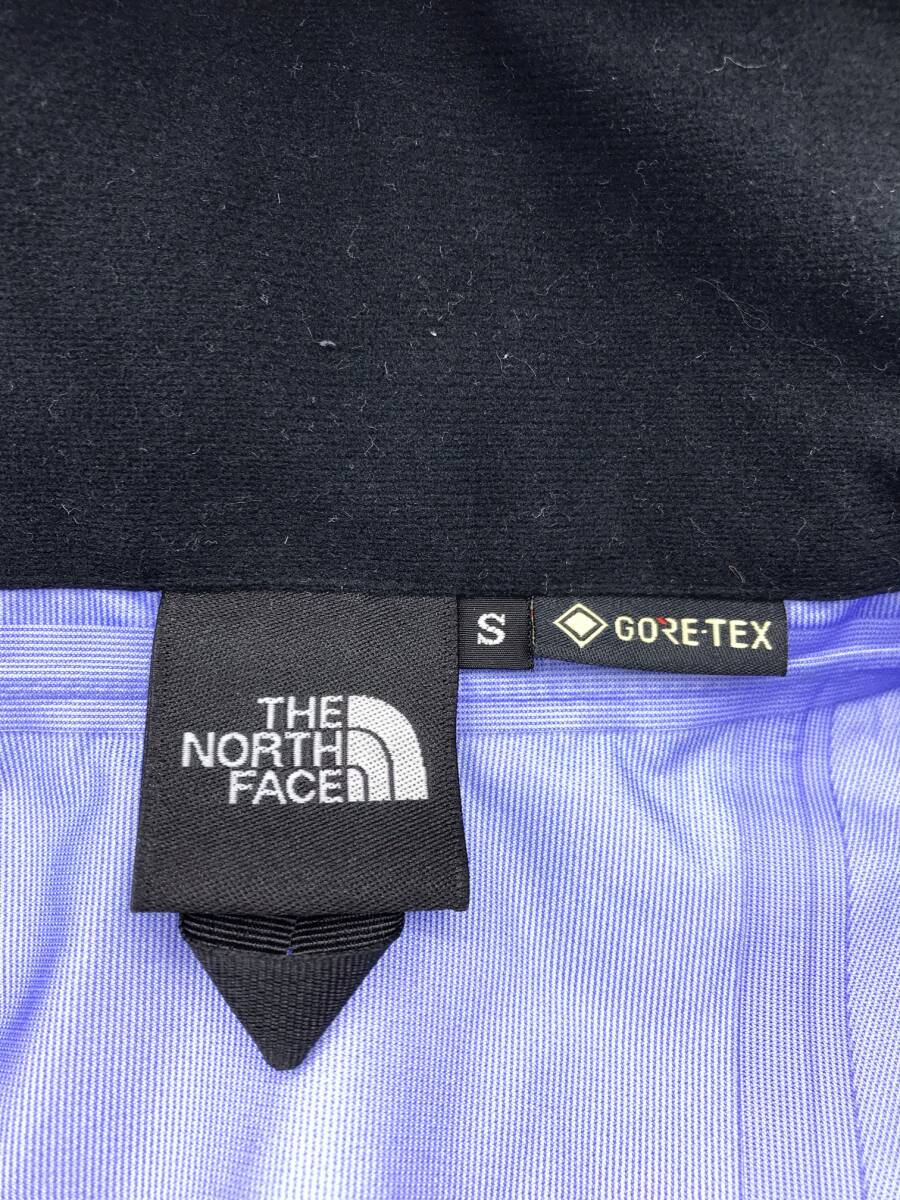 THE
NORTH
FACE
S
GORE-TEX